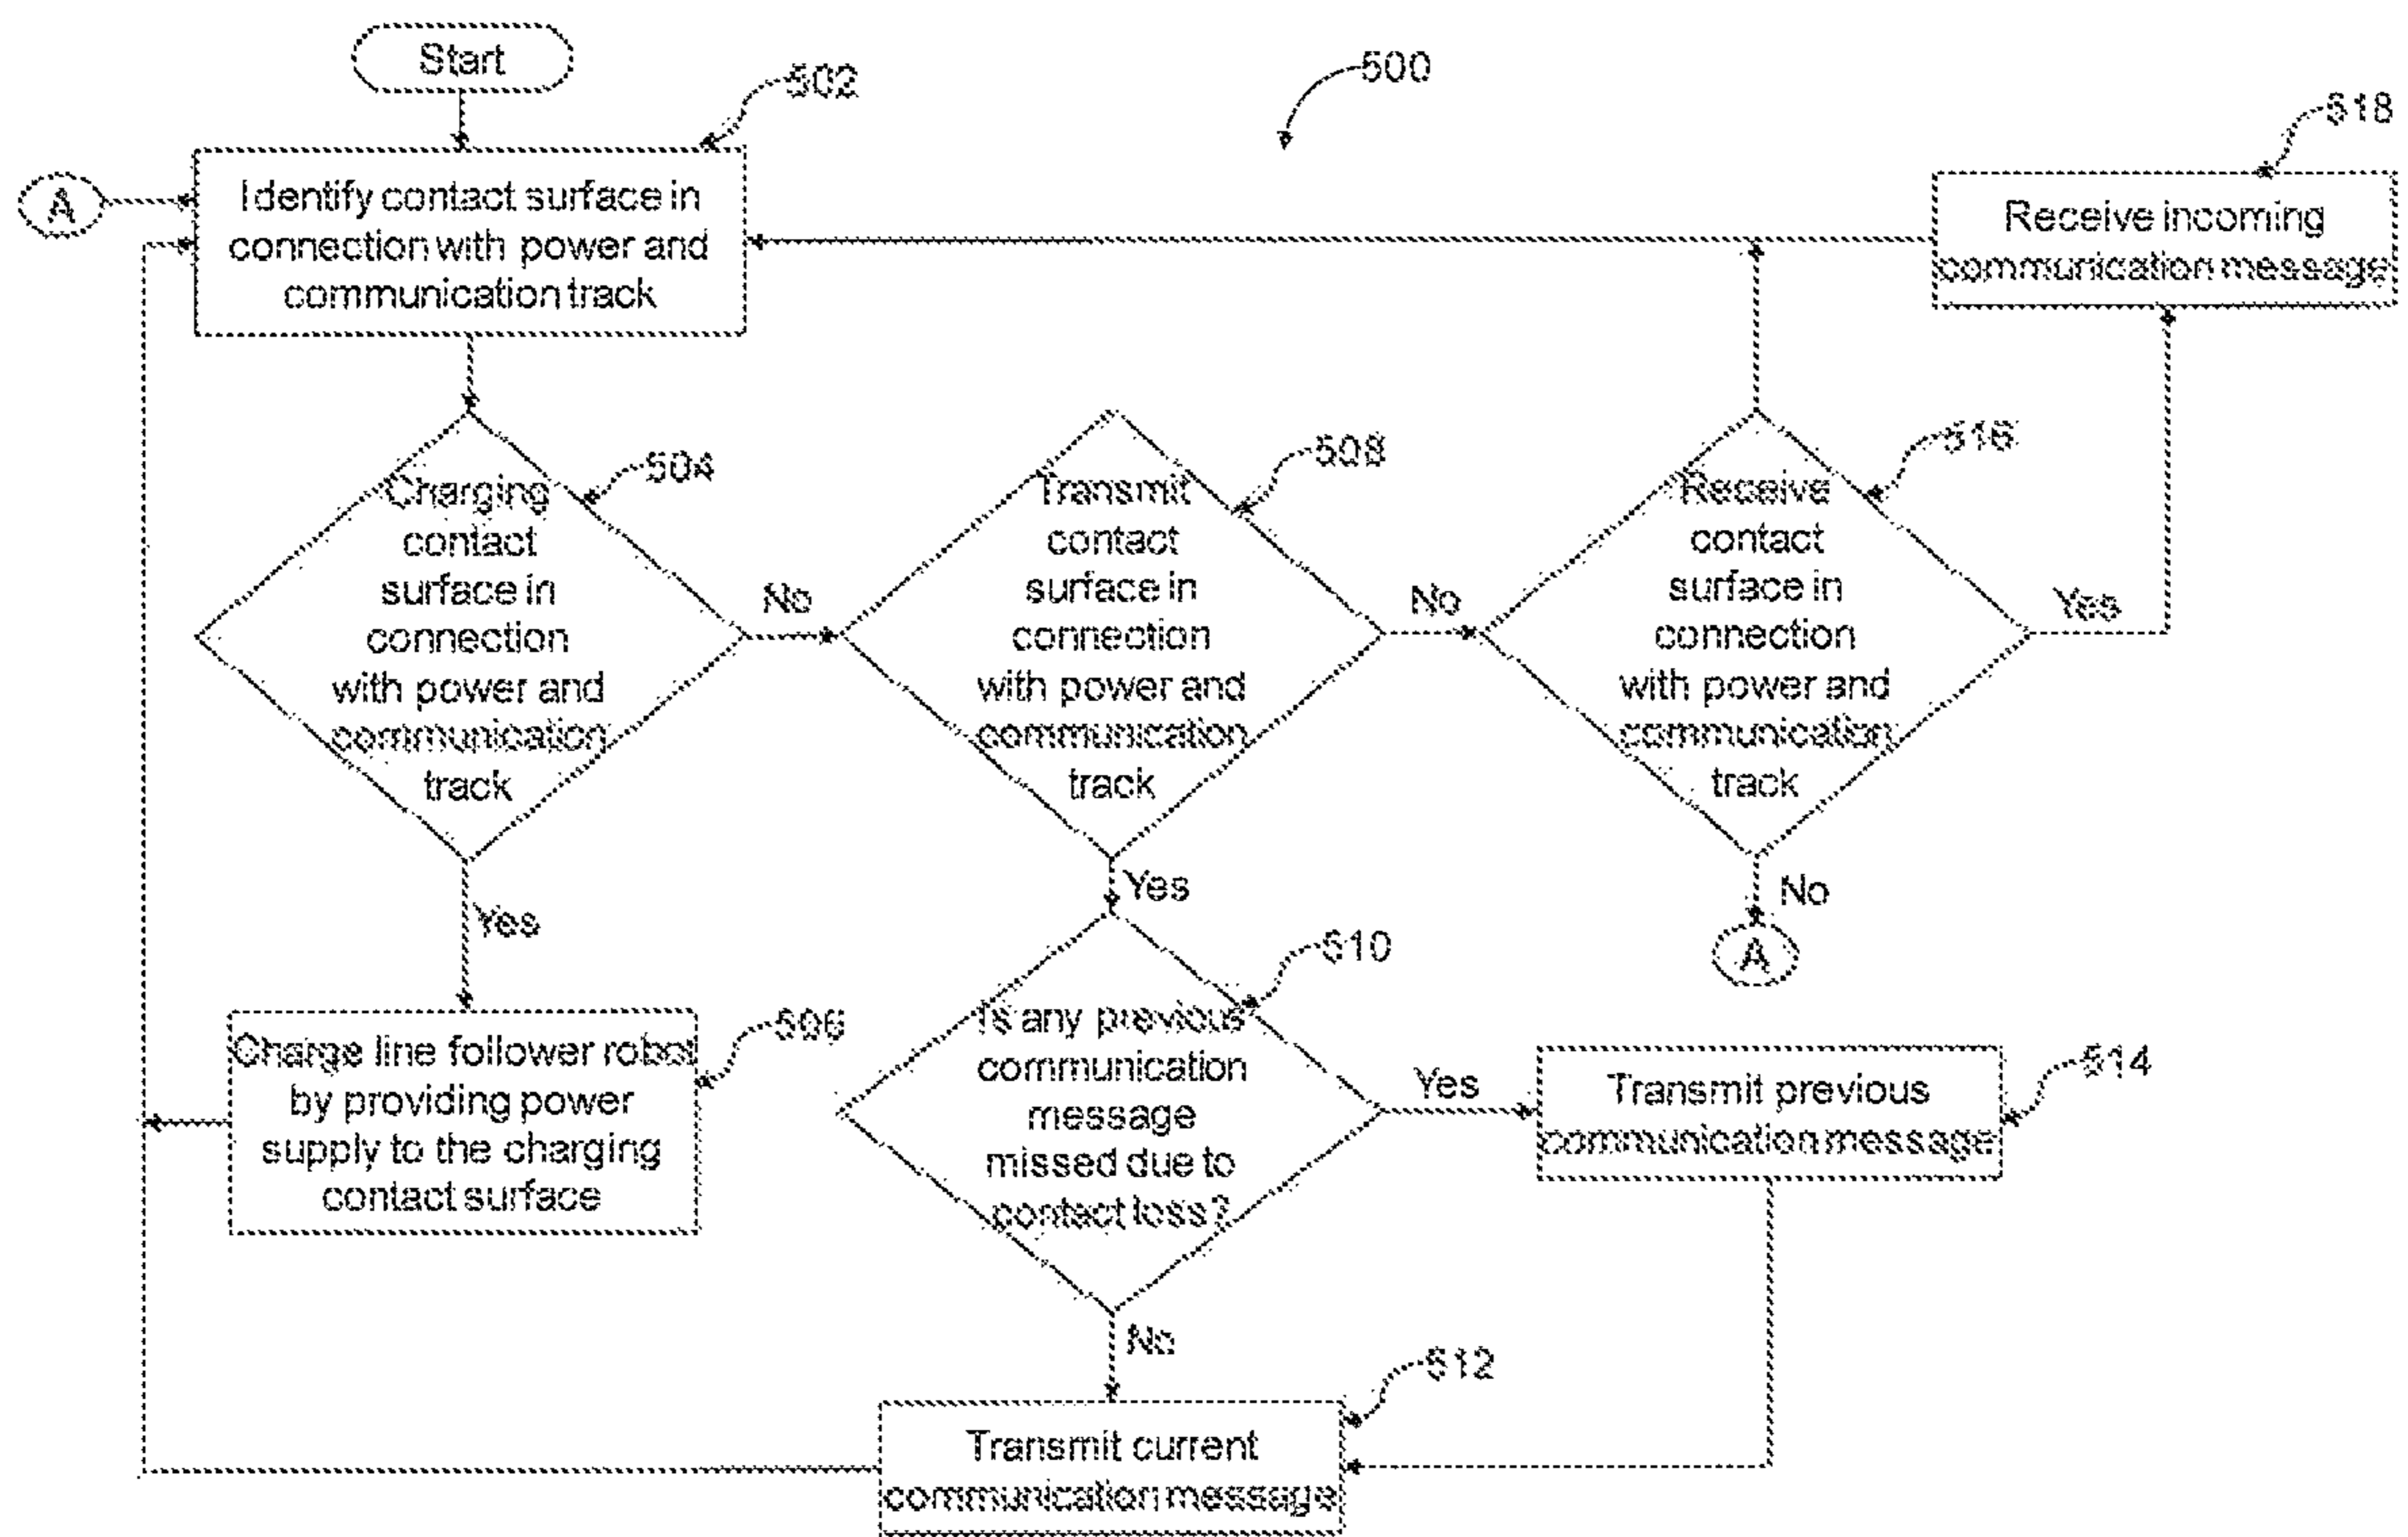 Start
502
500
518
A
Identify contact surface in
connection with power and
communication track
Receive incoming
communication message
504
Charging
contact
surface in
connection
with power and
communication
track
No
508
Transmit
contact
surface in
connection
with power and
communication
track
No
516
Receive
contact
surface in
connection
with power and
communication
track
Yes
Yes
Yes
No
A
506
Charge line follower robot
by providing power
supply to the charging
contact surface
510
Is any previous
communication
message
missed due to
contact loss?
Yes
514
Transmit previous
communication message
No
512
Transmit current
communication message